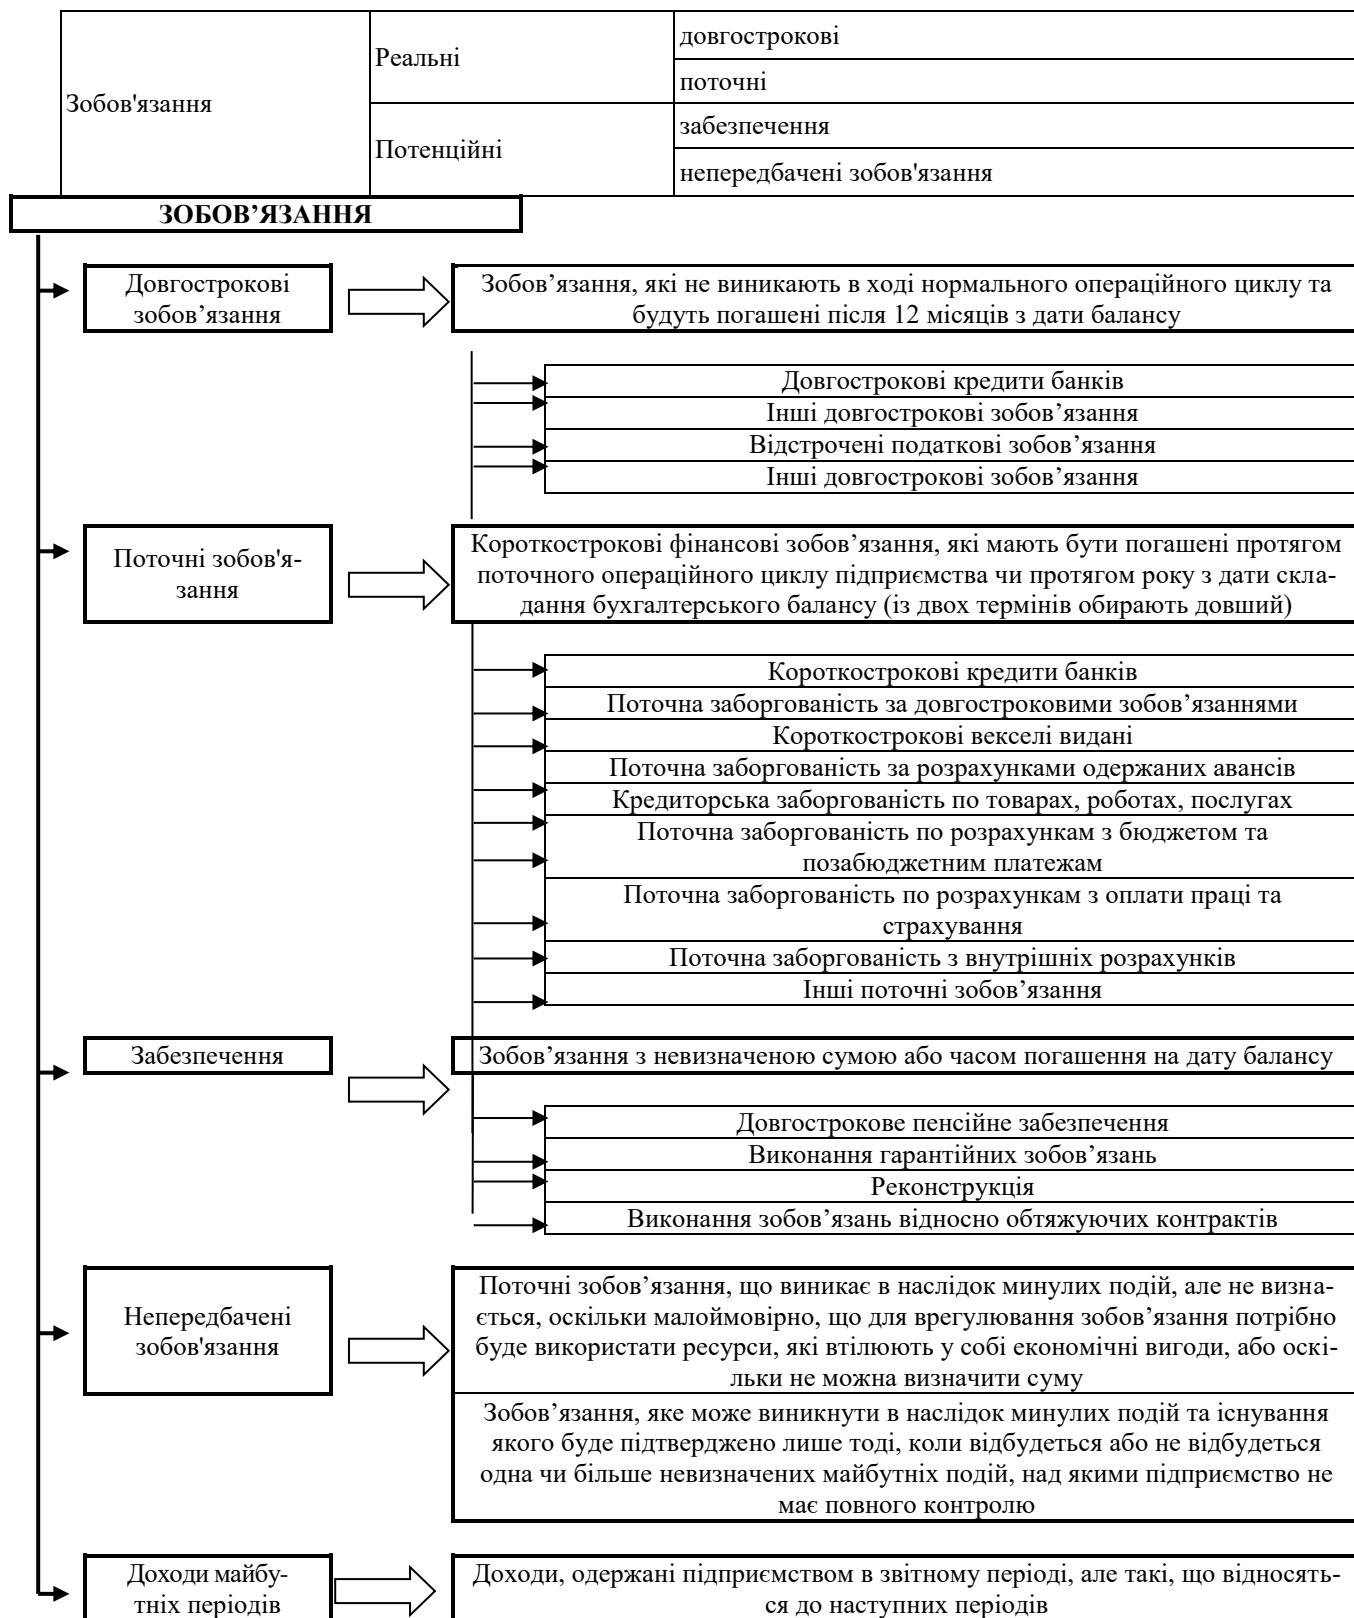 Зобов'язання
Реальні
довгострокові
поточні
Потенційні
забезпечення
непередбачені зобов'язання
ЗОБОВ’ЯЗАННЯ
Довгострокові
зобов’язання
Зобов’язання, які не виникають в ході нормального операційного циклу та
будуть погашені після 12 місяців з дати балансу
Довгострокові кредити банків
Інші довгострокові зобов’язання
Відстрочені податкові зобов’язання
Інші довгострокові зобов’язання
Поточні зобов'я-
зання
Короткострокові фінансові зобов’язання, які мають бути погашені протягом
поточного операційного циклу підприємства чи протягом року з дати скла-
дання бухгалтерського балансу (із двох термінів обирають довший)
Короткострокові кредити банків
Поточна заборгованість за довгостроковими зобов’язаннями
Короткострокові векселі видані
Поточна заборгованість за розрахунками одержаних авансів
Кредиторська заборгованість по товарах, роботах, послугах
Поточна заборгованість по розрахункам з бюджетом та
позабюджетним платежам
Поточна заборгованість по розрахункам з оплати праці та
страхування
Поточна заборгованість з внутрішніх розрахунків
Інші поточні зобов’язання
Забезпечення
Зобов’язання з невизначеною сумою або часом погашення на дату балансу
Довгострокове пенсійне забезпечення
Виконання гарантійних зобов’язань
Реконструкція
Виконання зобов’язань відносно обтяжуючих контрактів
Непередбачені
зобов'язання
Поточні зобов’язання, що виникає в наслідок минулих подій, але не визна-
ється, оскільки малоймовірно, що для врегулювання зобов’язання потрібно
буде використати ресурси, які втілюють у собі економічні вигоди, або оскі-
льки не можна визначити суму
Зобов’язання, яке може виникнути в наслідок минулих подій та існування
якого буде підтверджено лише тоді, коли відбудеться або не відбудеться
одна чи більше невизначених майбутніх подій, над якими підприємство не
має повного контролю
Доходи майбу-
тніх періодів
Доходи, одержані підприємством в звітному періоді, але такі, що відносять-
ся до наступних періодів